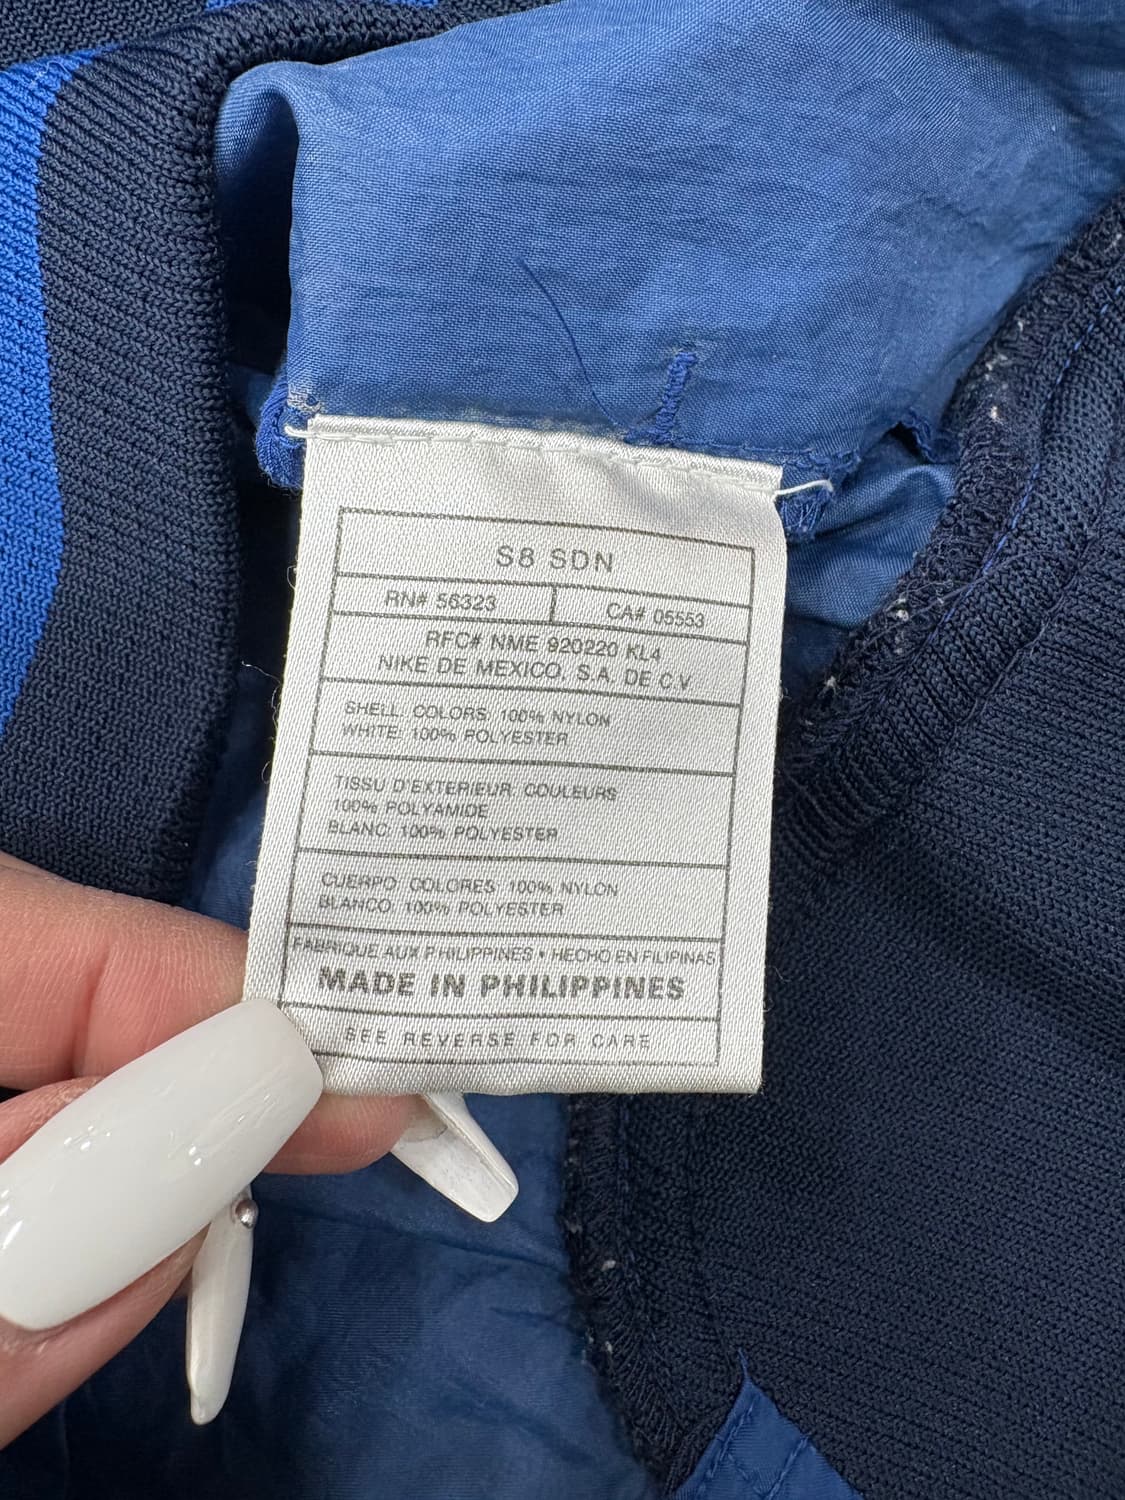 S8 SDN
RN# 56323 CA# 05553
RFC# NME 920220 KL4
NIKE DE MEXICO, S.A. DE C.V
SHELL: COLORS: 100% NYLON
WHITE: 100% POLYESTER
TISSU D'EXTERIEUR: COULEURS
100% POLYAMIDE
BLANC: 100% POLYESTER
CUERPO: COLORES: 100% NYLON
BLANCO: 100% POLYESTER
FABRIQUE AUX PHILIPPINES • HECHO EN FILIPINAS
MADE IN PHILIPPINES
SEE REVERSE FOR CARE